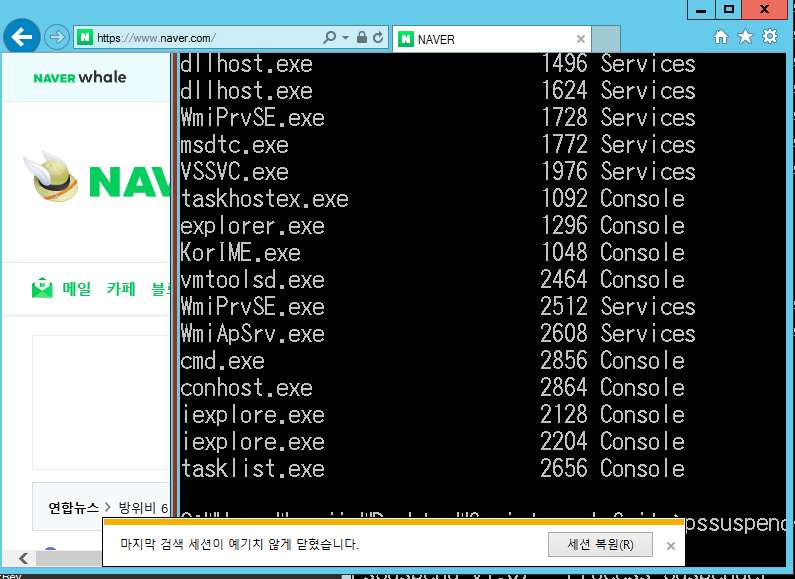 https://www.naver.com/
NAVER
NAVER whale
메일 카페
dllhost.exe 1496 Services
dllhost.exe 1624 Services
WmiPrvSE.exe 1728 Services
msdtc.exe 1772 Services
VSSVC.exe 1976 Services
taskhostex.exe 1092 Console
explorer.exe 1296 Console
KorIME.exe 1048 Console
vmtoolsd.exe 2464 Console
WmiPrvSE.exe 2512 Services
WmiApSrv.exe 2608 Services
cmd.exe 2856 Console
conhost.exe 2864 Console
iexplore.exe 2128 Console
iexplore.exe 2204 Console
tasklist.exe 2656 Console
연합뉴스 > 방위비 6
pssuspend
마지막 검색 세션이 예기치 않게 닫혔습니다.
세션 복원(R)